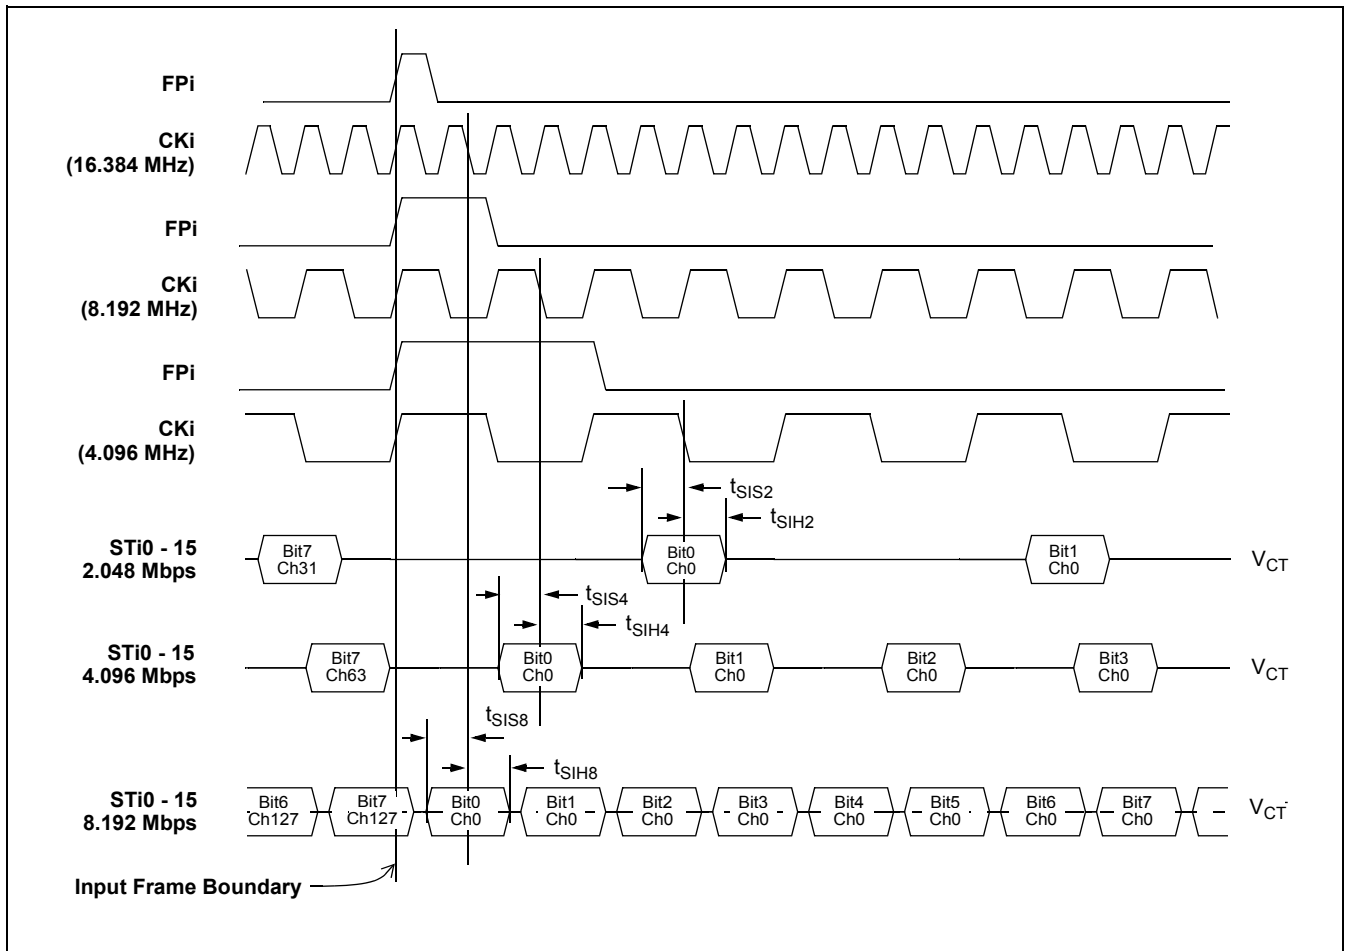 FPi
CKi
(16.384 MHz)
FPi
CKi
(8.192 MHz)
FPi
CKi
(4.096 MHz)
tSIS2
tSIH2
STi0 - 15
2.048 Mbps
Bit7
Ch31
Bit0
Ch0
Bit1
Ch0
VCT
tSIS4
tSIH4
STi0 - 15
4.096 Mbps
Bit7
Ch63
Bit0
Ch0
Bit1
Ch0
Bit2
Ch0
Bit3
Ch0
VCT
tSIS8
tSIH8
STi0 - 15
8.192 Mbps
Bit6
Ch127
Bit7
Ch127
Bit0
Ch0
Bit1
Ch0
Bit2
Ch0
Bit3
Ch0
Bit4
Ch0
Bit5
Ch0
Bit6
Ch0
Bit7
Ch0
VCT
Input Frame Boundary